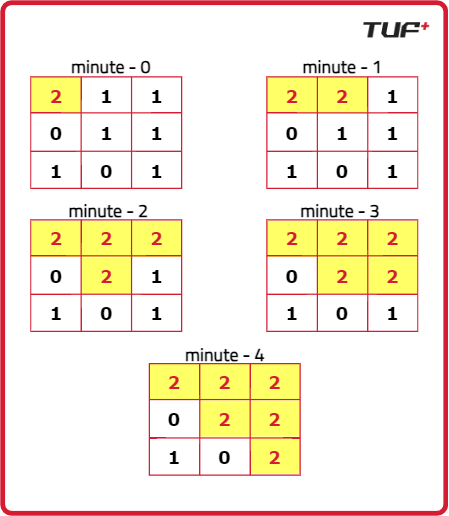 TUF+
minute - 0 minute - 1
2 1 1 2 2 1
0 1 1 0 1 1
1 0 1 1 0 1
minute - 2 minute - 3
2 2 2 2 2 2
0 2 1 0 2 2
1 0 1 1 0 1
minute - 4
2 2 2
0 2 2
1 0 2